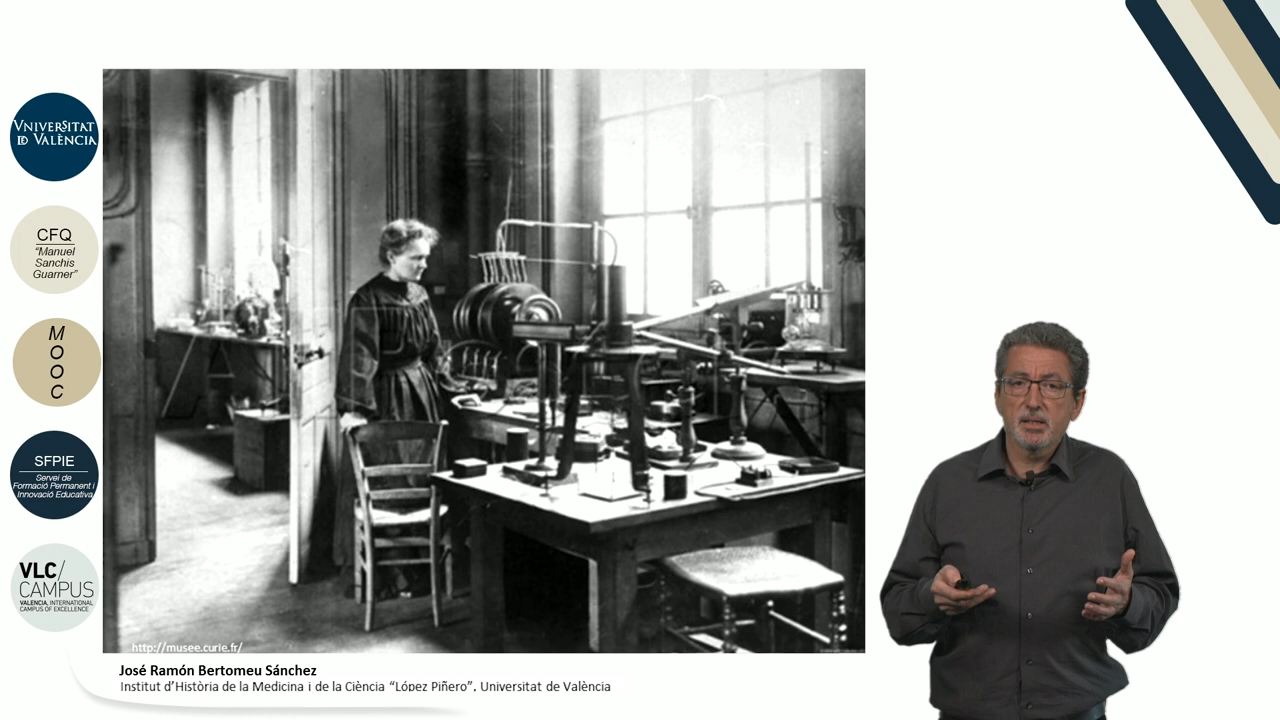 VNIVERSITAT
ID VALÈNCIA
CFQ
“Manuel
Sanchis
Guarner”
M
O
O
C
SFPIE
Servei de
Formació Permanent i
Innovació Educativa
VLC/
CAMPUS
VALENCIA, INTERNATIONAL
CAMPUS OF EXCELLENCE
http://musee.curie.fr/
José Ramón Bertomeu Sánchez
Institut d’Història de la Medicina i de la Ciència “López Piñero”. Universitat de València